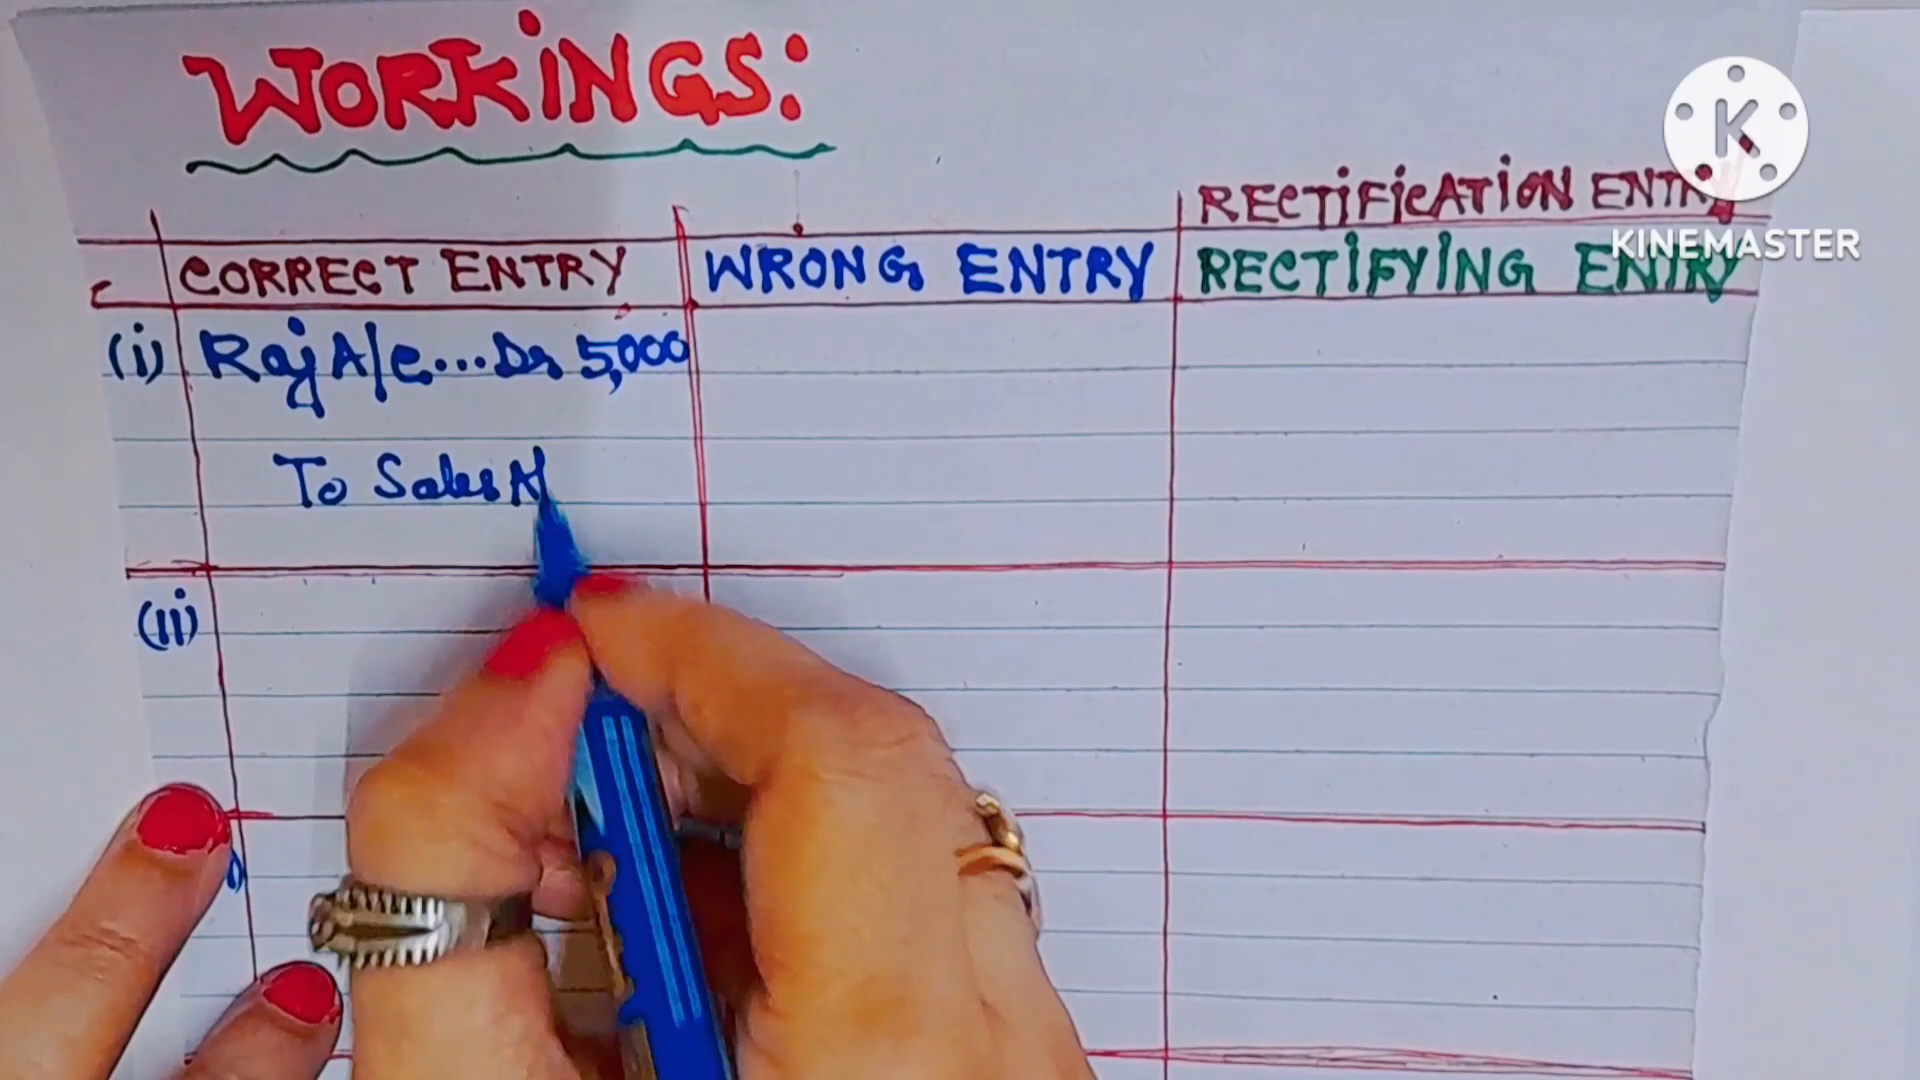 WORKINGS:
RECTIFICATION ENTRY
CORRECT ENTRY
WRONG ENTRY
RECTIFYING ENTRY
(i) Raj A/c...Dr 5,000
To Sales A/
(ii)
K
KINEMASTER